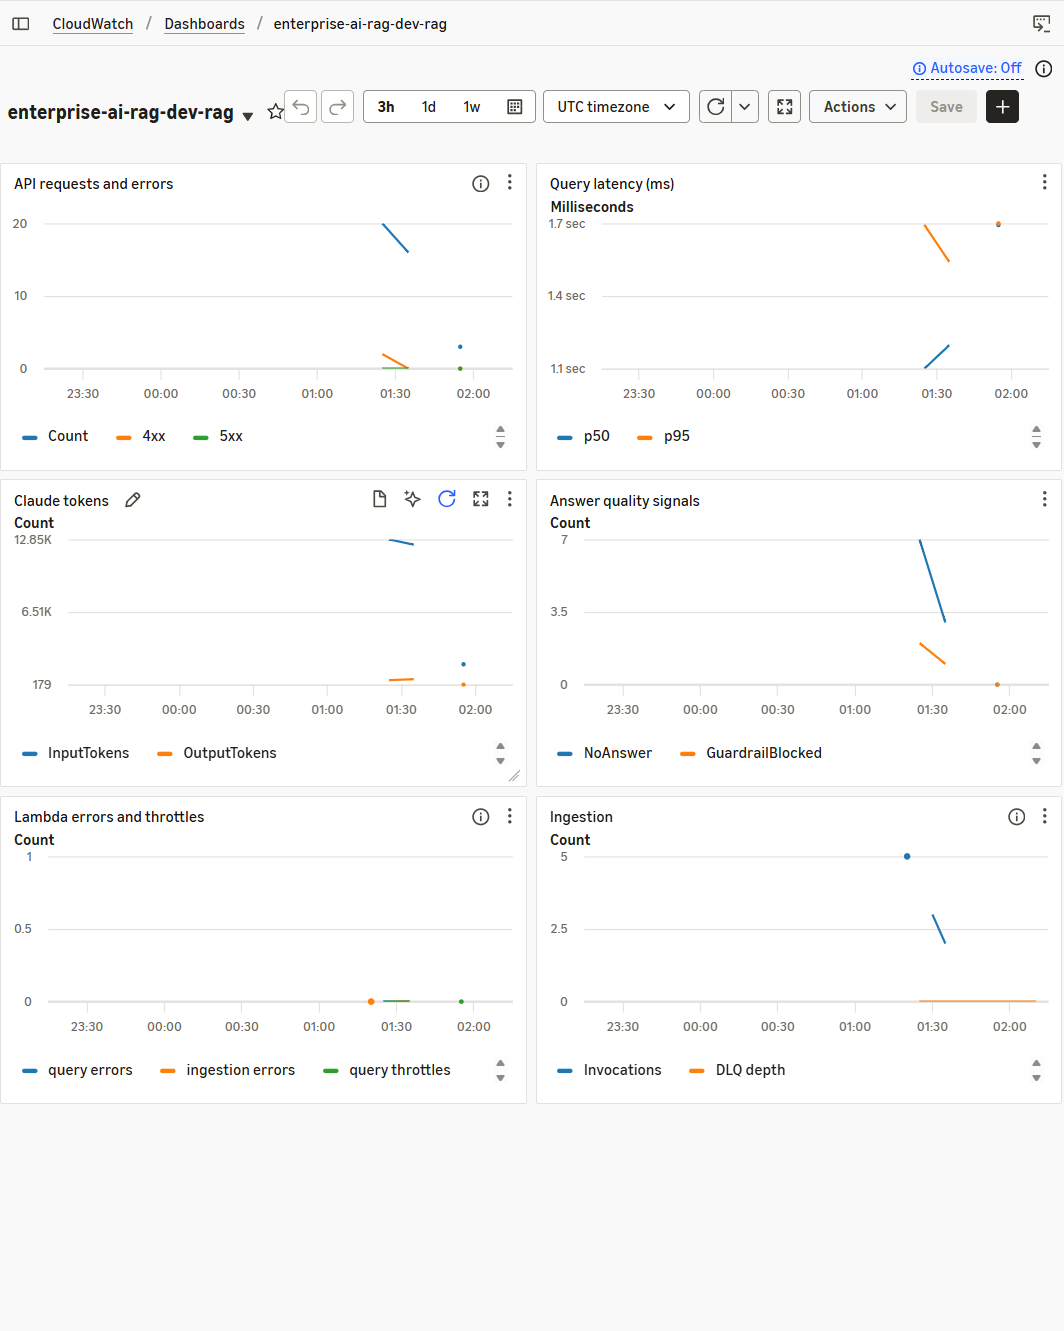 CloudWatch / Dashboards / enterprise-ai-rag-dev-rag
Autosave: Off
enterprise-ai-rag-dev-rag
3h 1d 1w UTC timezone Actions Save
API requests and errors
20
10
0
23:30 00:00 00:30 01:00 01:30 02:00
Count 4xx 5xx
Query latency (ms)
Milliseconds
1.7 sec
1.4 sec
1.1 sec
23:30 00:00 00:30 01:00 01:30 02:00
p50 p95
Claude tokens
Count
12.85K
6.51K
179
23:30 00:00 00:30 01:00 01:30 02:00
InputTokens OutputTokens
Answer quality signals
Count
7
3.5
0
23:30 00:00 00:30 01:00 01:30 02:00
NoAnswer GuardrailBlocked
Lambda errors and throttles
Count
1
0.5
0
23:30 00:00 00:30 01:00 01:30 02:00
query errors ingestion errors query throttles
Ingestion
Count
5
2.5
0
23:30 00:00 00:30 01:00 01:30 02:00
Invocations DLQ depth